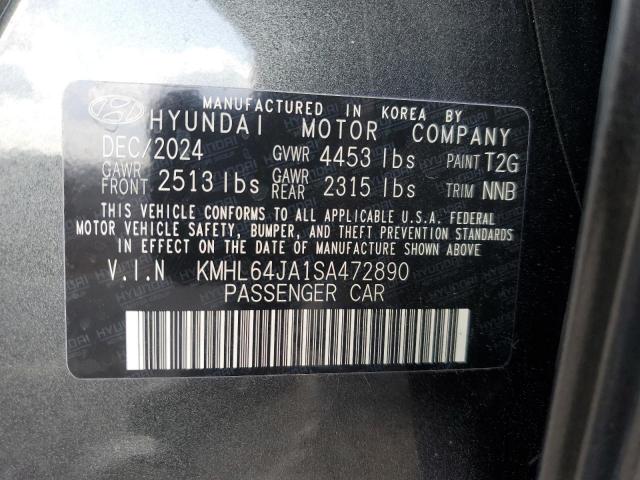 MANUFACTURED IN KOREA BY
HYUNDAI MOTOR COMPANY
DEC/2024 GVWR 4453 lbs PAINT T2G
GAWR FRONT 2513 lbs GAWR REAR 2315 lbs TRIM NNB
THIS VEHICLE CONFORMS TO ALL APPLICABLE U.S.A. FEDERAL
MOTOR VEHICLE SAFETY, BUMPER, AND THEFT PREVENTION STANDARDS
IN EFFECT ON THE DATE OF MANUFACTURE SHOWN ABOVE
V.I.N KMHL64JA1SA472890
PASSENGER CAR